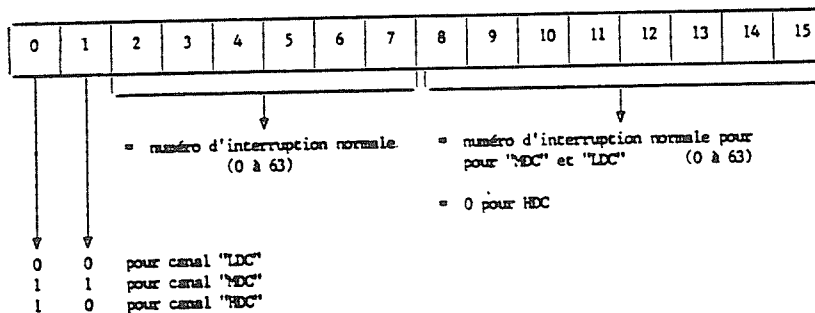 0 1 2 3 4 5 6 7 8 9 10 11 12 13 14 15
= numéro d'interruption normale.
(0 à 63)
= numéro d'interruption normale pour
pour "MDC" et "LDC" (0 à 63)
= 0 pour HDC
0 0 pour canal "LDC"
1 1 pour canal "MDC"
1 0 pour canal "HDC"